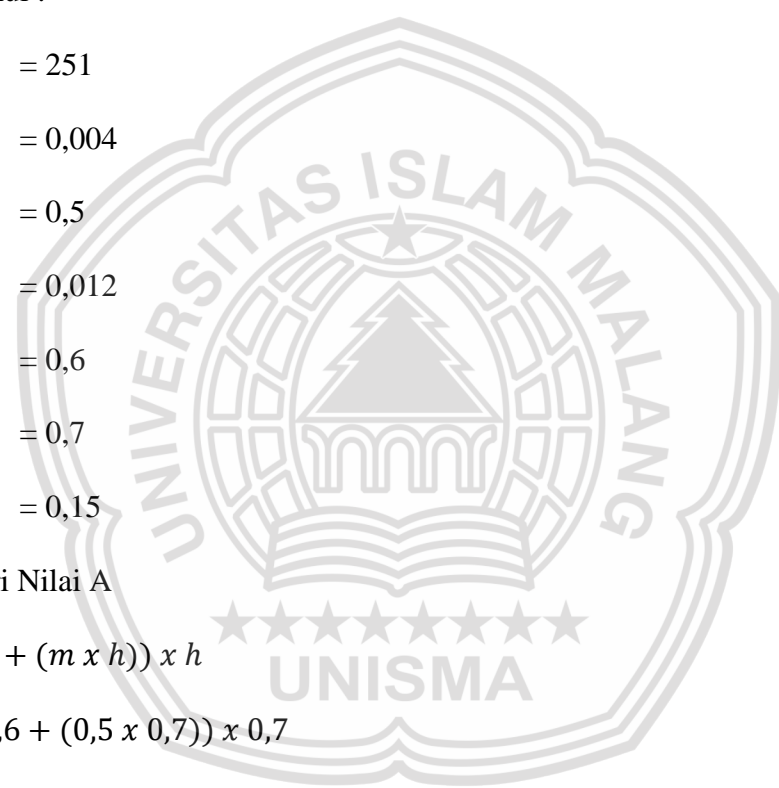 = 251
= 0,004
= 0,5
= 0,012
= 0,6
= 0,7
= 0,15
i Nilai A
+ (m x h)) x h
,6 + (0,5 x 0,7)) x 0,7
UNIVERSITAS ISLAM MALANG
UNISMA